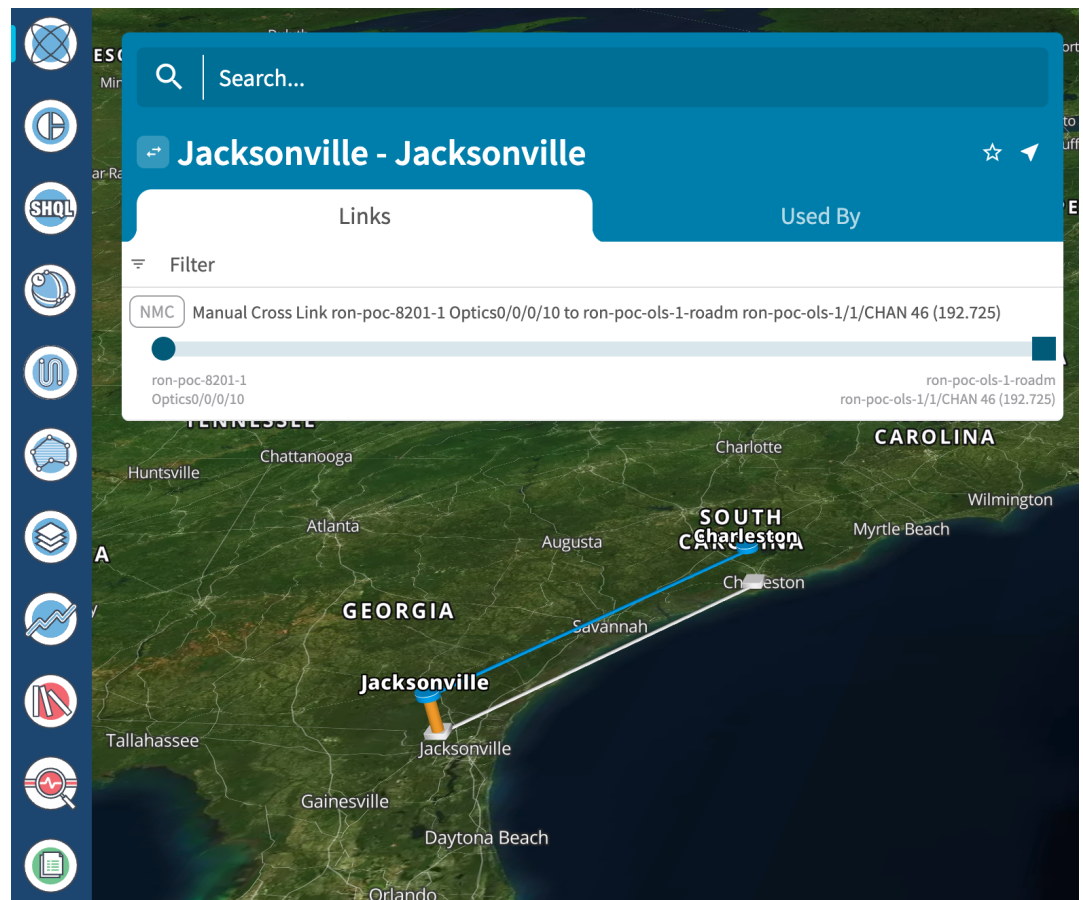 Search...
Jacksonville - Jacksonville
Links
Used By
Filter
NMC
Manual Cross Link ron-poc-8201-1 Optics0/0/0/10 to ron-poc-ols-1-roadm ron-poc-ols-1/1/CHAN 46 (192.725)
ron-poc-8201-1
ron-poc-ols-1-roadm
Optics0/0/0/10
ron-poc-ols-1/1/CHAN 46 (192.725)
SHQL
TENNESSEE
CAROLINA
Charlotte
Chattanooga
Huntsville
Wilmington
SOUTH
CAROLINA
Charleston
Myrtle Beach
Atlanta
Augusta
A
Charleston
GEORGIA
Savannah
Jacksonville
Tallahassee
Jacksonville
Gainesville
Daytona Beach
Orlando